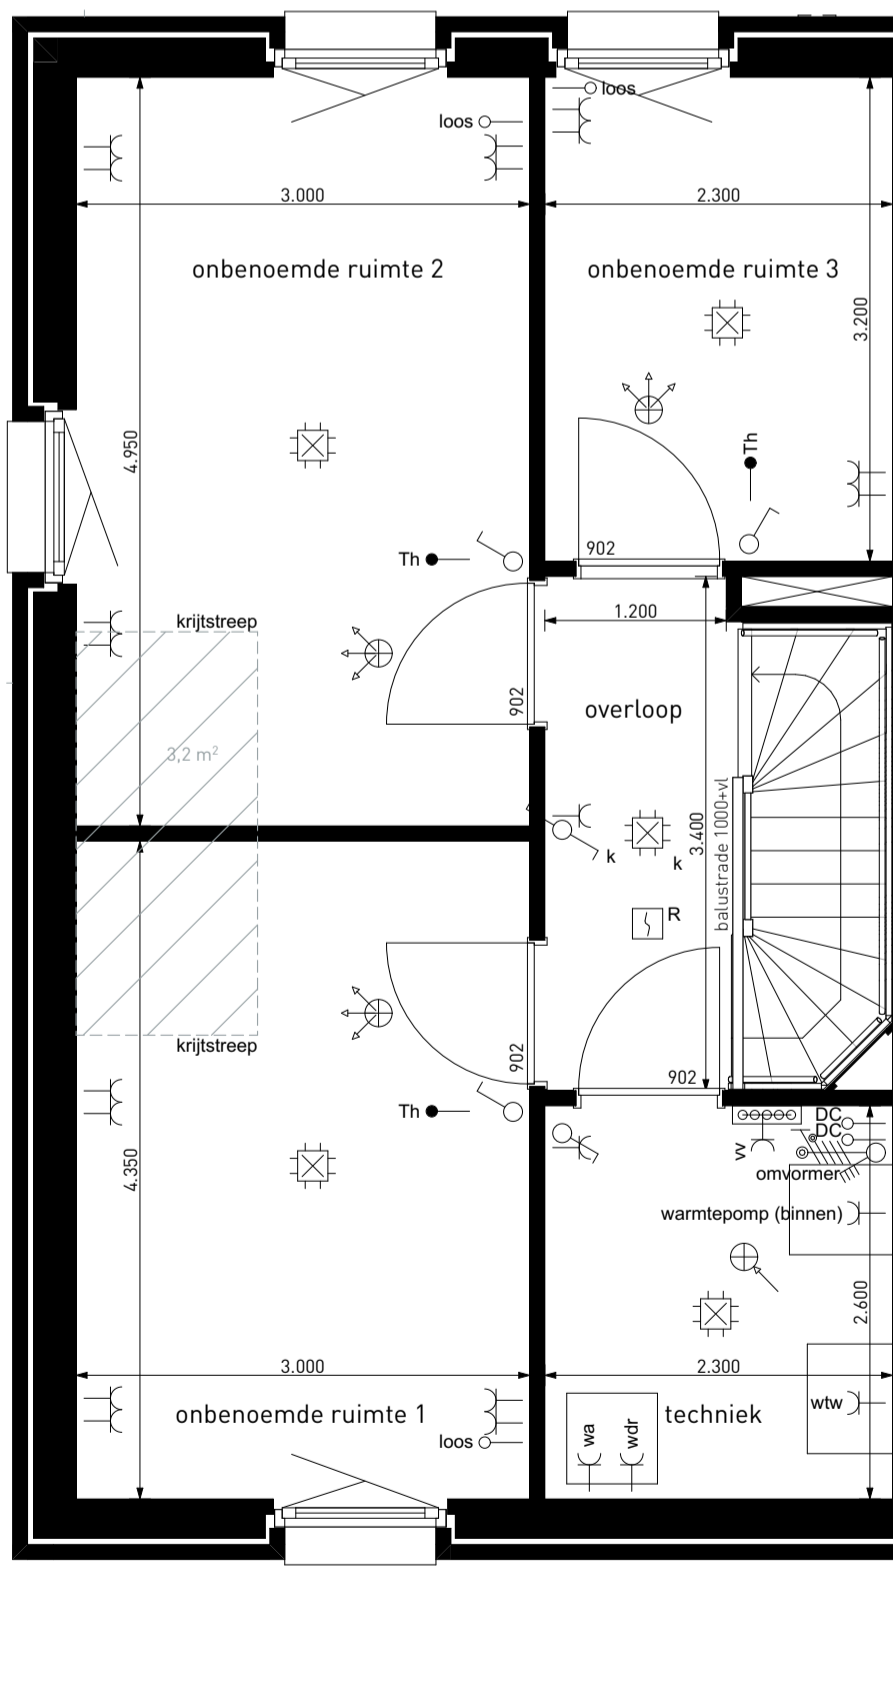 loos
loos
3.000
2.300
onbenoemde ruimte 2
onbenoemde ruimte 3
3.200
4.950
Th
Th
902
krijtstreep
1.200
902
overloop
3,2 m²
balustrade 1000+vl
3.400
k
k
R
krijtstreep
902
902
Th
DC
DC
vv
omvormer
4.350
warmtepomp (binnen)
2.600
3.000
2.300
onbenoemde ruimte 1
techniek
wtw
wa
wdr
loos